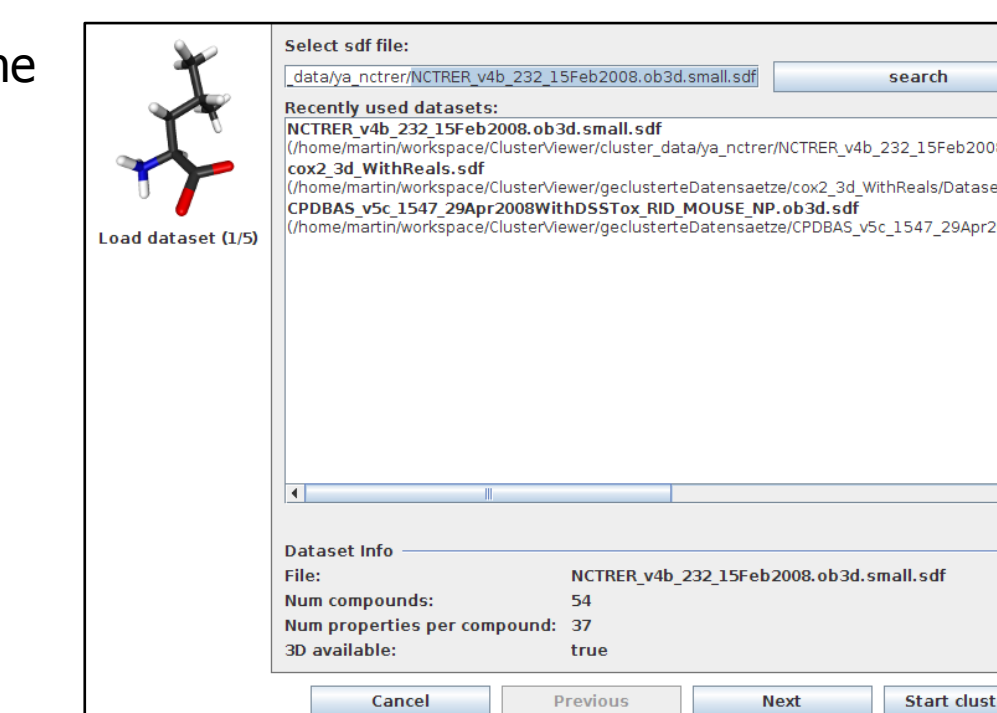 ne
Select sdf file:
_data/ya_nctrer/NCTRER_v4b_232_15Feb2008.ob3d.small.sdf
search
Recently used datasets:
NCTRER_v4b_232_15Feb2008.ob3d.small.sdf
(/home/martin/workspace/ClusterViewer/cluster_data/ya_nctrer/NCTRER_v4b_232_15Feb2008
cox2_3d_WithReals.sdf
(/home/martin/workspace/ClusterViewer/geclusterteDatensaetze/cox2_3d_WithReals/Datase
CPDBAS_v5c_1547_29Apr2008WithDSSTox_RID_MOUSE_NP.ob3d.sdf
(/home/martin/workspace/ClusterViewer/geclusterteDatensaetze/CPDBAS_v5c_1547_29Apr2
Load dataset (1/5)
Dataset Info
File: NCTRER_v4b_232_15Feb2008.ob3d.small.sdf
Num compounds: 54
Num properties per compound: 37
3D available: true
Cancel Previous Next Start clust